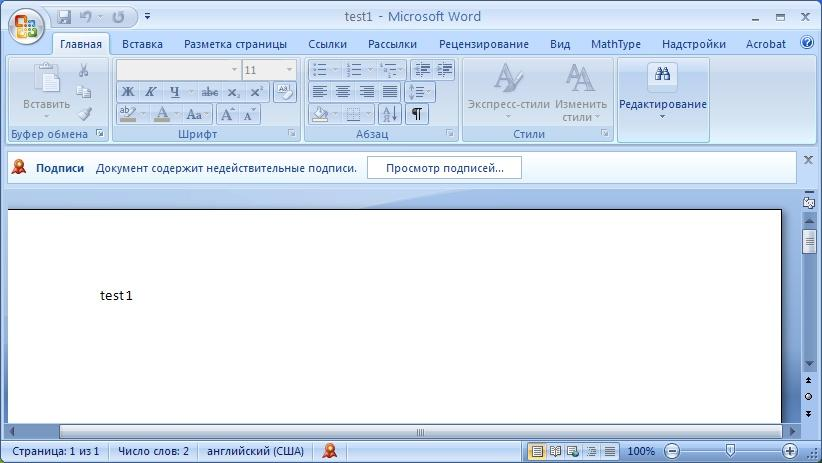 test1 - Microsoft Word
Главная Вставка Разметка страницы Ссылки Рассылки Рецензирование Вид MathType Надстройки Acrobat
11
Вставить
Ж К Ч abc x₂ x² AB
ab A Aa A A
Экспресс-стили
Изменить стили
Редактирование
Буфер обмена Шрифт Абзац Стили
Подписи Документ содержит недействительные подписи. Просмотр подписей...
test1
Страница: 1 из 1 Число слов: 2 английский (США) 100%